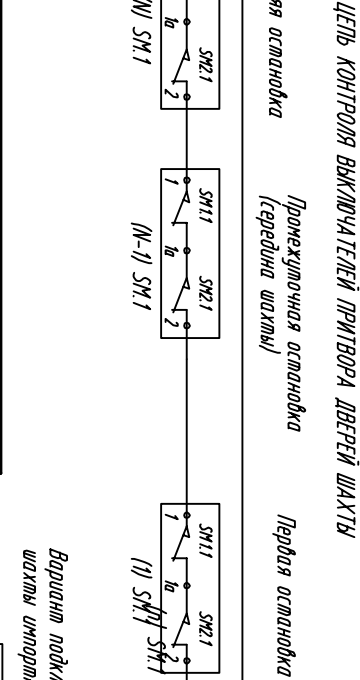 ЦЕПЬ КОНТРОЛЯ ВЫКЛЮЧАТЕЛЕЙ ПРИТВОРА ДВЕРЕЙ ШАХТЫ
остановка
Промежуточная остановка
(середина шахты)
Первая остановка
SM2.1
1а
2
SM.1
SM1.1
SM2.1
1
1а
2
(N-1) SM.1
SM1.1
SM2.1
1
1а
2
(1) SM.1
Вариант
шахты